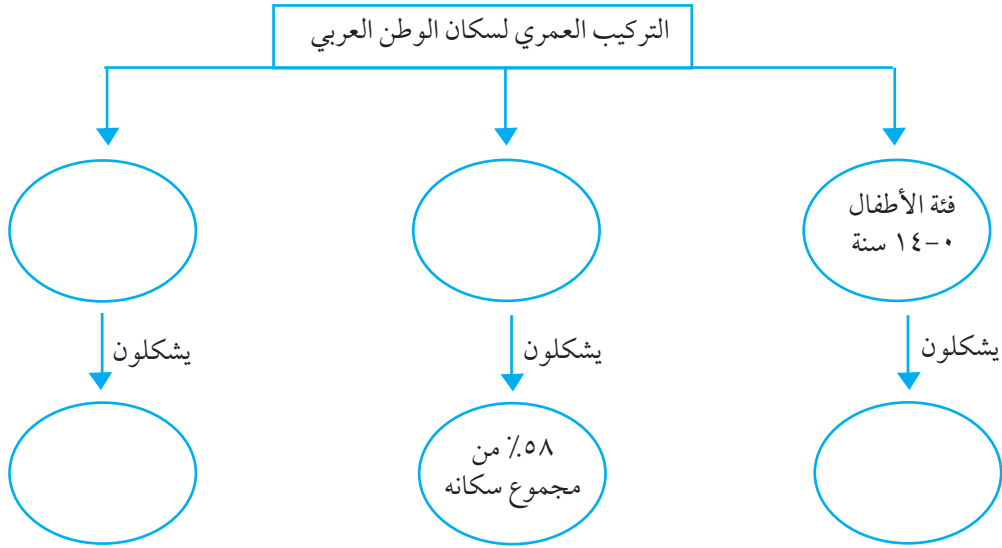 التركيب العمري لسكان الوطن العربي
فئة الأطفال
٠-١٤ سنة
يشكلون
يشكلون
يشكلون
٥٨٪ من
مجموع سكانه